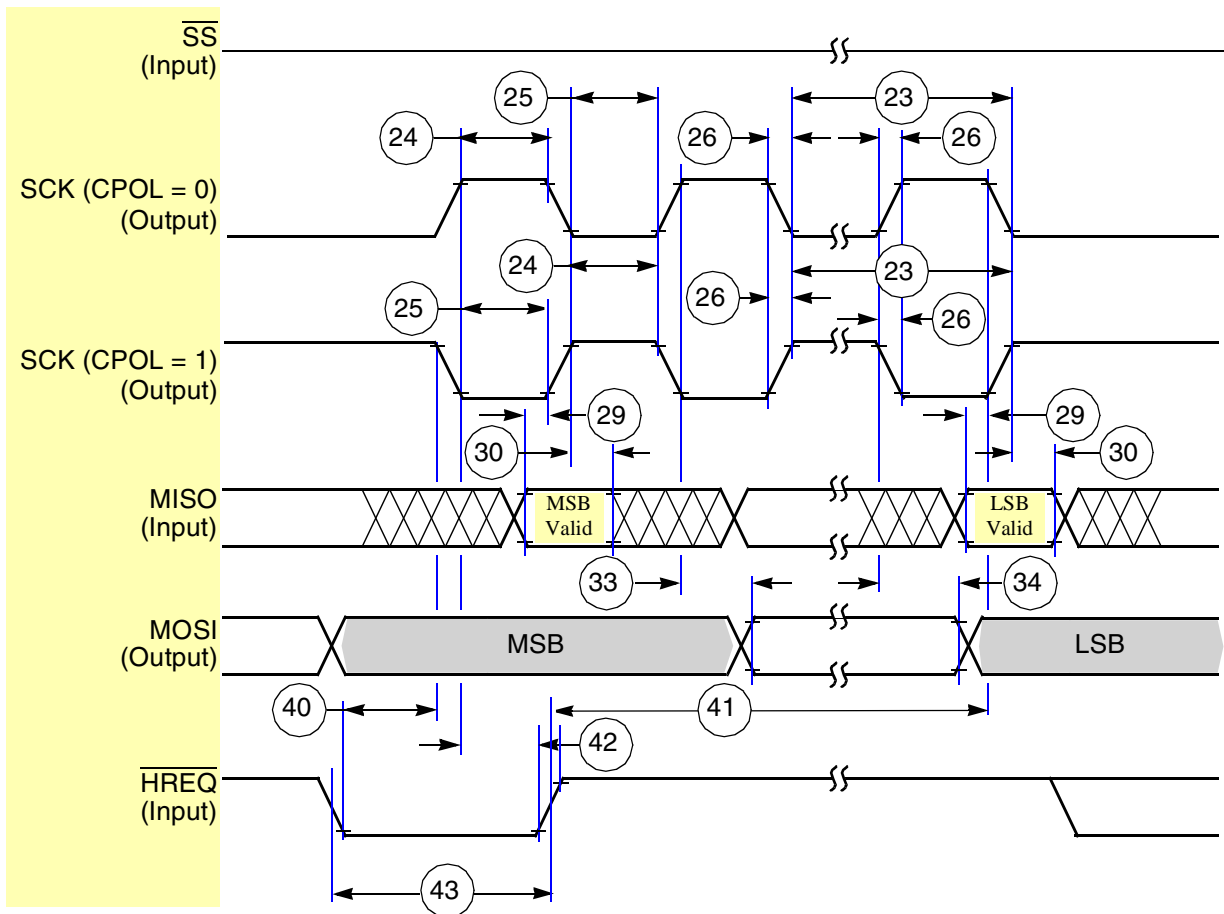 SS
(Input)
25
23
24
26
26
SCK (CPOL = 0)
(Output)
24
23
25
26
26
SCK (CPOL = 1)
(Output)
29
29
30
30
MISO
(Input)
MSB
Valid
LSB
Valid
33
34
MOSI
(Output)
MSB
LSB
40
41
42
HREQ
(Input)
43